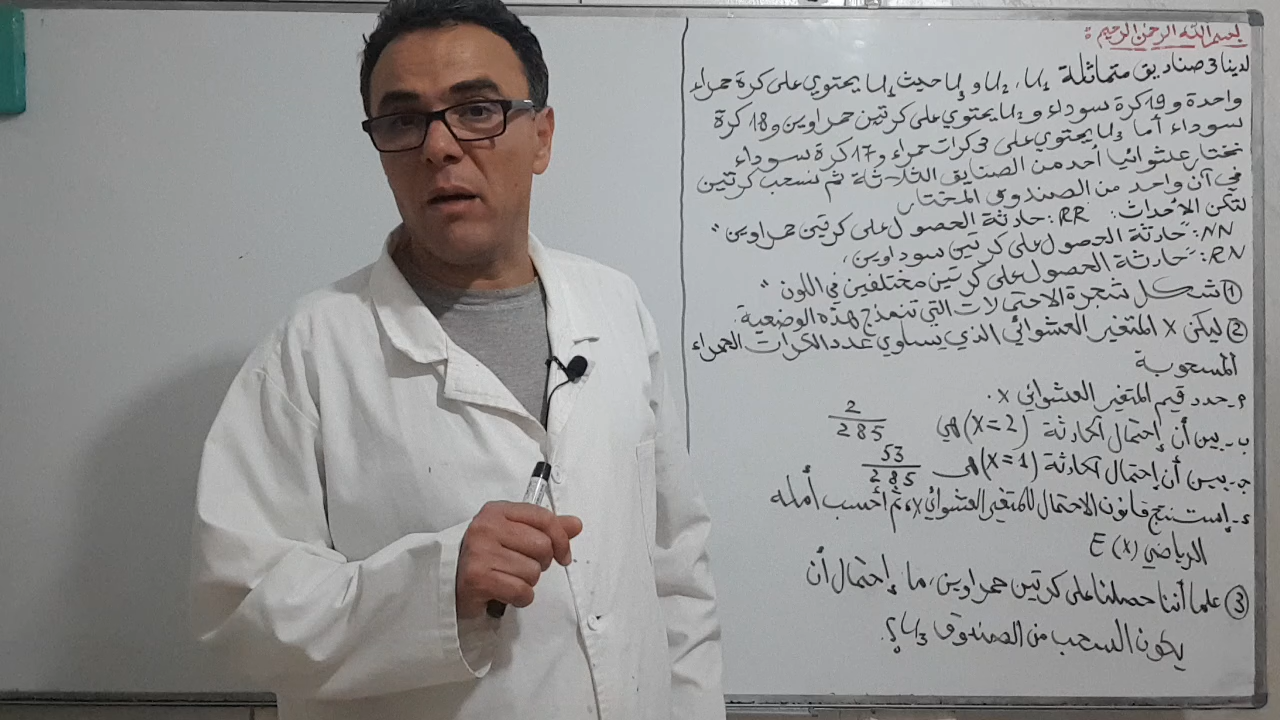 بسم الله الرحمن الرحيم :
لدينا 3 صناديق متماثلة U₁، U₂ و U₃ حيث U₁ يحتوي على كرة حمراء
واحدة و 19 كرة سوداء و U₂ يحتوي على كرتين حمراوين و 18 كرة
سوداء أما U₃ يحتوي على 3 كرات حمراء و 17 كرة سوداء
نختار عشوائيا أحد من الصنايق الثلاثة ثم نسحب كرتين
في آن واحد من الصندوق المختار
لتكن الأحداث: RR: حادثة الحصول على كرتين حمراوين"
NN: "حادثة الحصول على كرتين سوداوين،
RN: "حادثة الحصول على كرتين مختلفين في اللون"
① شكل شجرة الاحتمالات التي تنمذج هذه الوضعية.
② ليكن X المتغير العشوائي الذي يساوي عدد الكرات الحمراء
المسحوبة
أ- حدد قيم المتغير العشوائي X.
ب- بين أن إحتمال الحادثة (X=2) هي 2/285
ج- بين أن إحتمال الحادثة (X=1) هي 53/285
د- إستنتج قانون الاحتمال للمتغير العشوائي X، ثم أحسب أمله
الرياضي E(X)
③ علما أننا حصلنا على كرتين حمراوين، ما إحتمال أن
يكون السحب من الصندوق U₃؟.